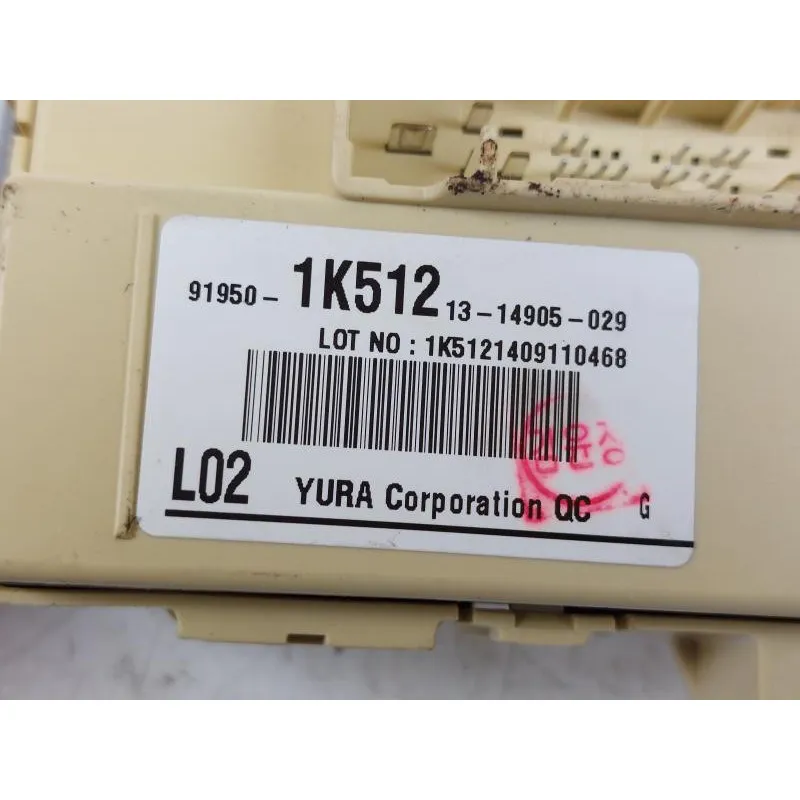 91950- 1K512 13-14905-029
LOT NO : 1K5121409110468
L02 YURA Corporation QC G